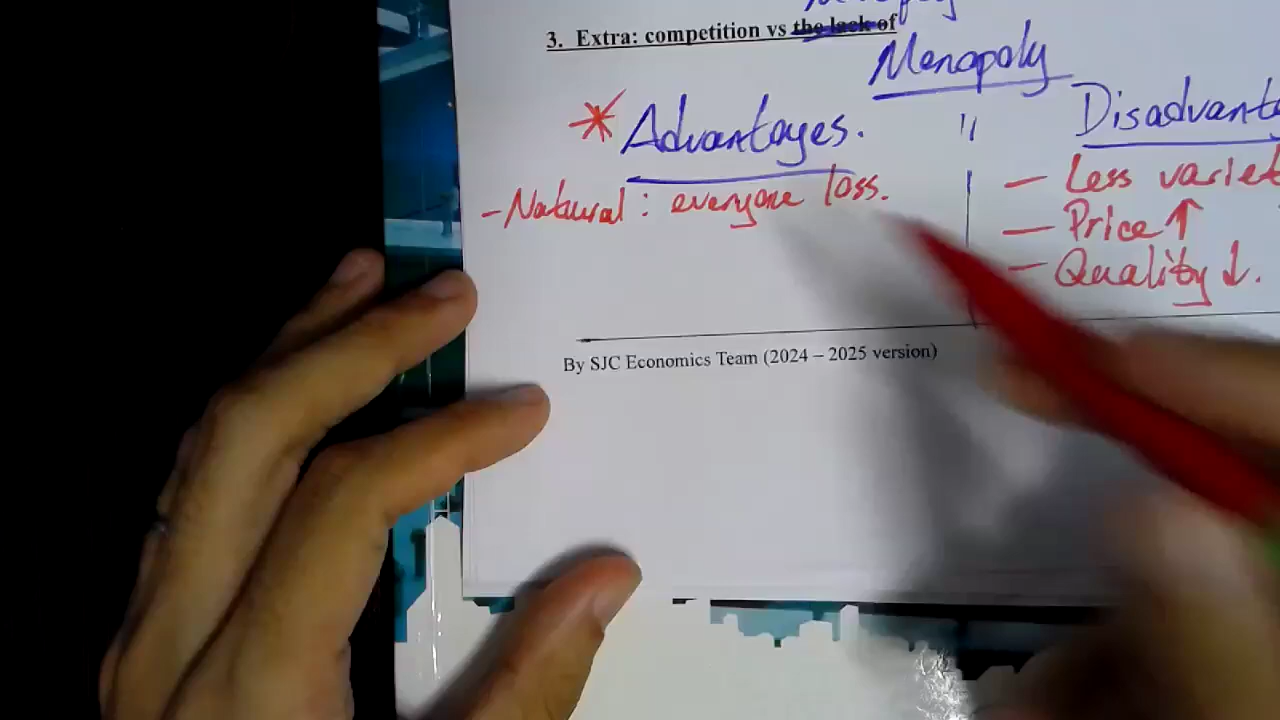 3. Extra: competition vs the lack of
Monopoly
* Advantages.
Disadvant
- Natural : everyone loss.
- Less variet
- Price ↑
- Quality ↓.
By SJC Economics Team (2024 – 2025 version)